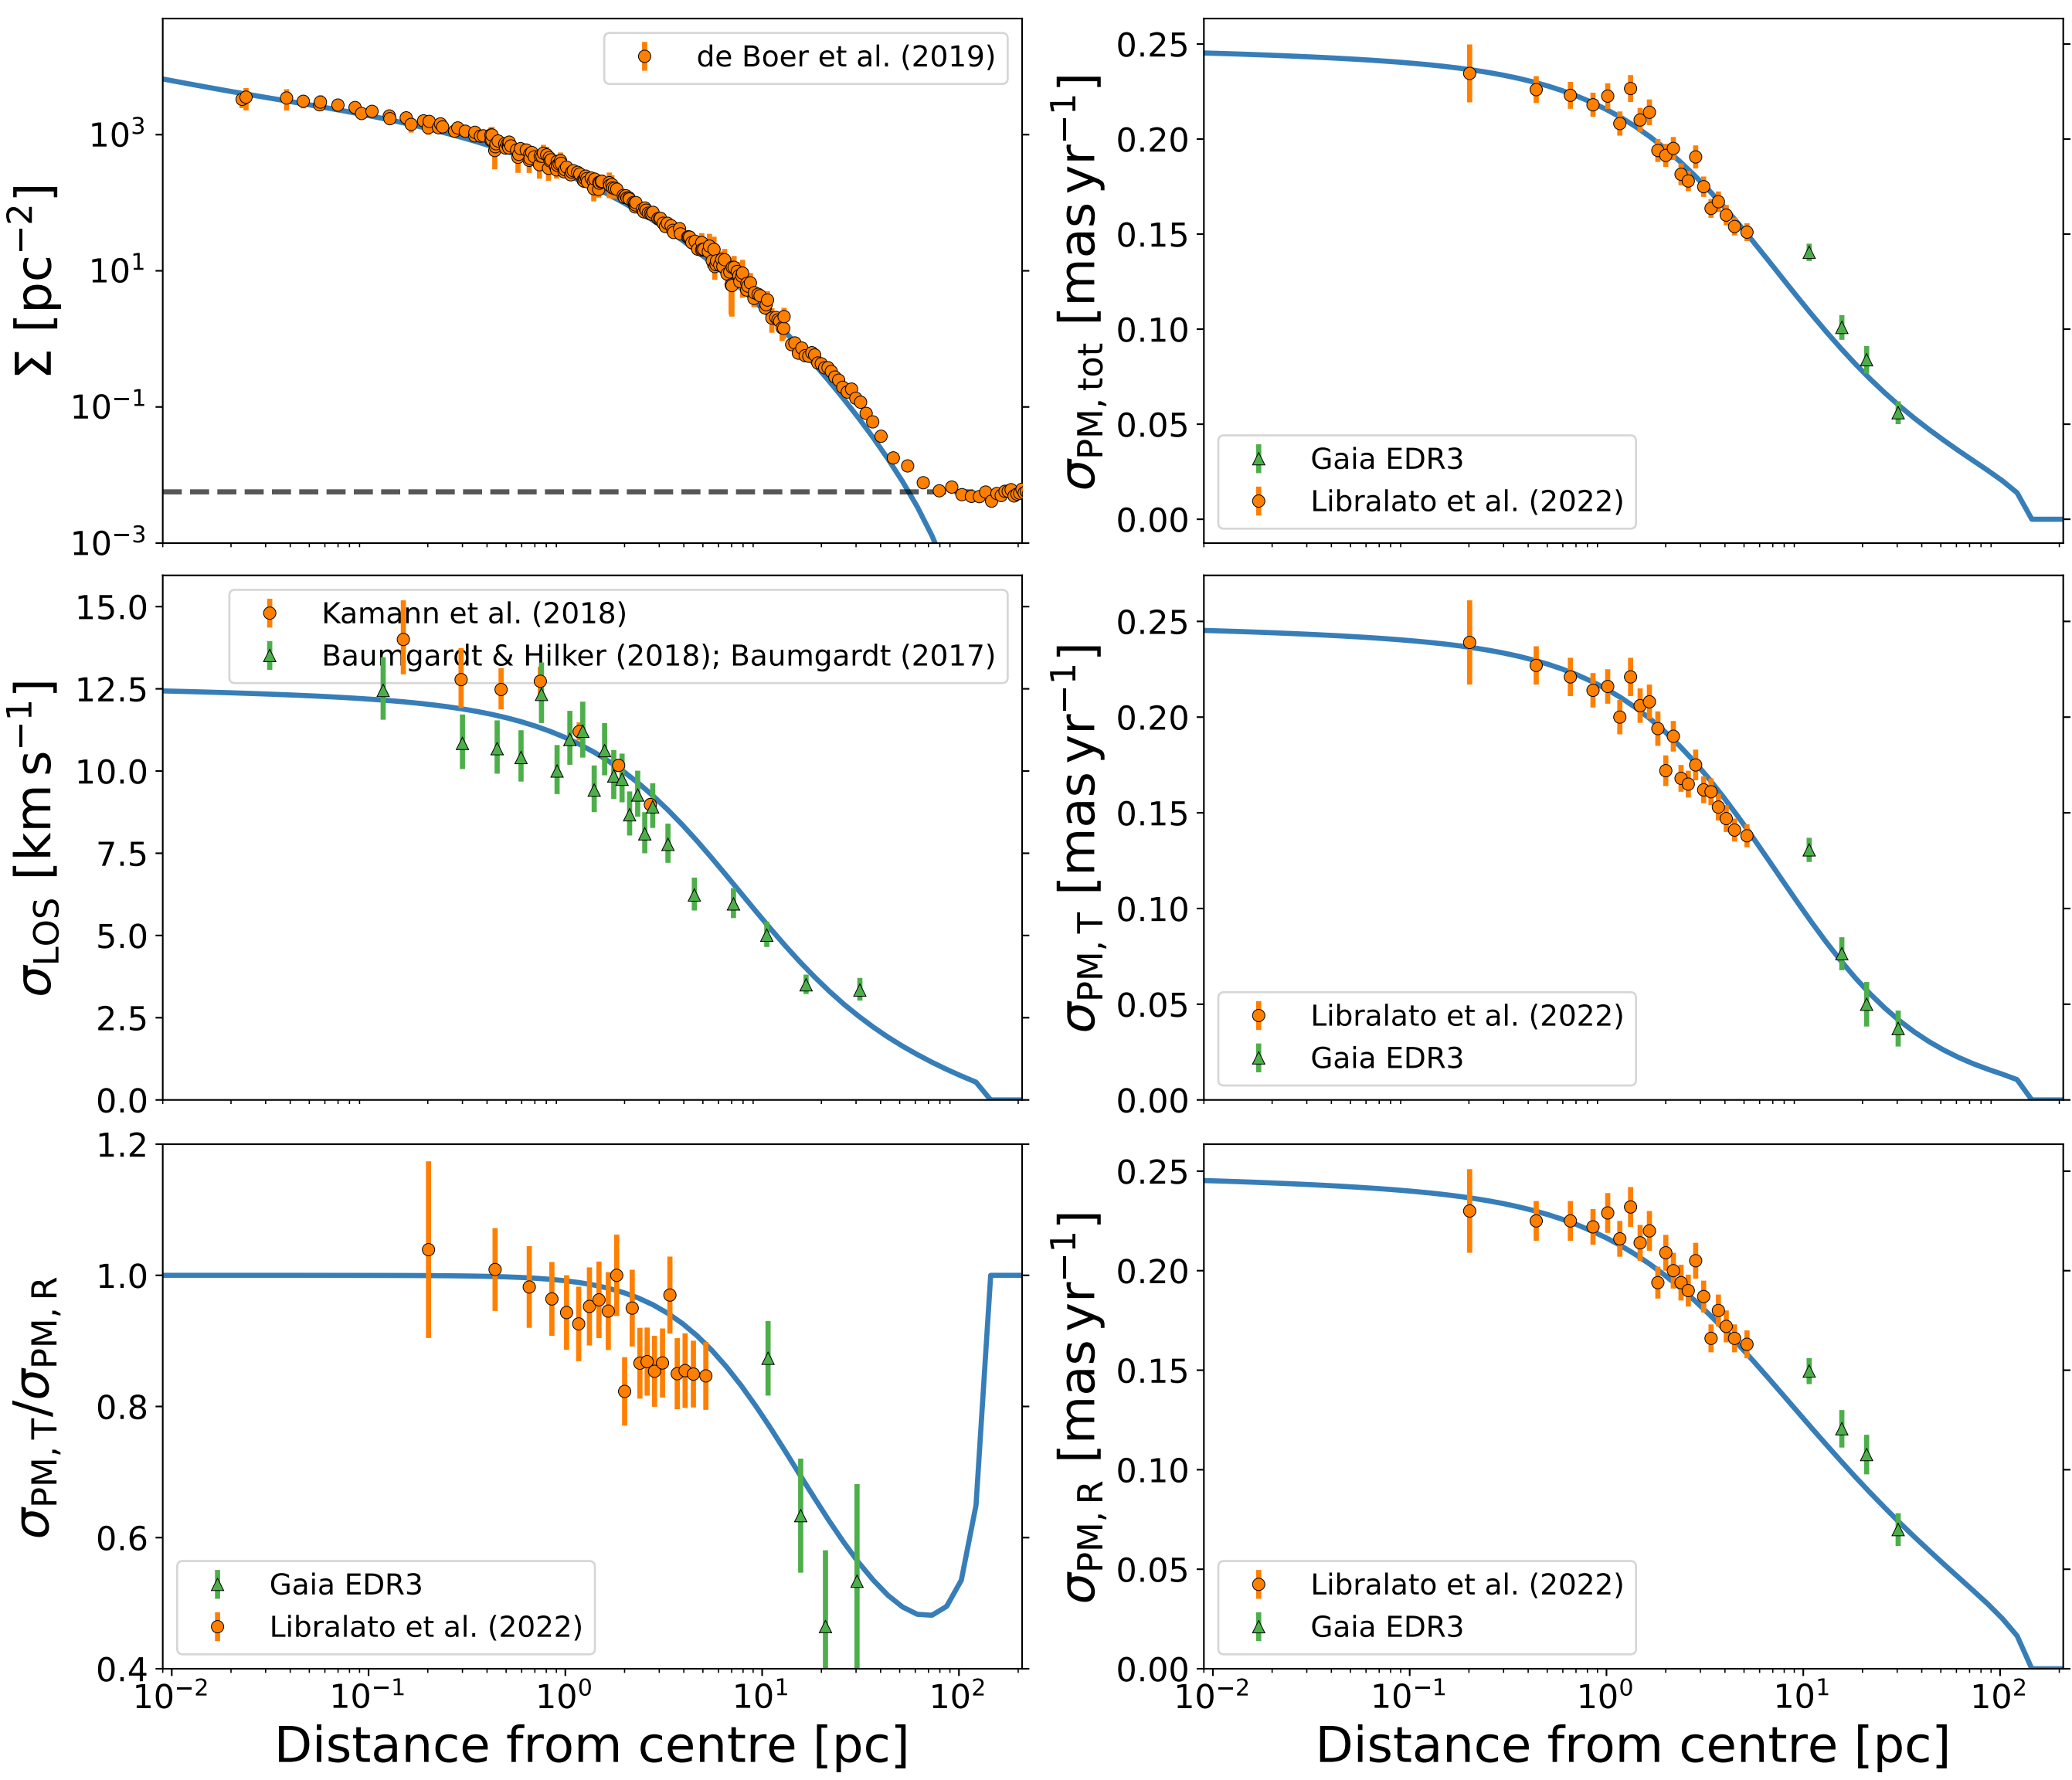 de Boer et al. (2019)
Σ [pc⁻²]
10³
10¹
10⁻¹
10⁻³
σPM, tot [mas yr⁻¹]
0.25
0.20
0.15
0.10
0.05
0.00
Gaia EDR3
Libralato et al. (2022)
σLOS [km s⁻¹]
15.0
12.5
10.0
7.5
5.0
2.5
0.0
Kamann et al. (2018)
Baumgardt & Hilker (2018); Baumgardt (2017)
σPM, T [mas yr⁻¹]
0.25
0.20
0.15
0.10
0.05
0.00
Libralato et al. (2022)
Gaia EDR3
σPM, T/σPM, R
1.2
1.0
0.8
0.6
0.4
Gaia EDR3
Libralato et al. (2022)
10⁻² 10⁻¹ 10⁰ 10¹ 10²
Distance from centre [pc]
σPM, R [mas yr⁻¹]
0.25
0.20
0.15
0.10
0.05
0.00
Libralato et al. (2022)
Gaia EDR3
10⁻² 10⁻¹ 10⁰ 10¹ 10²
Distance from centre [pc]